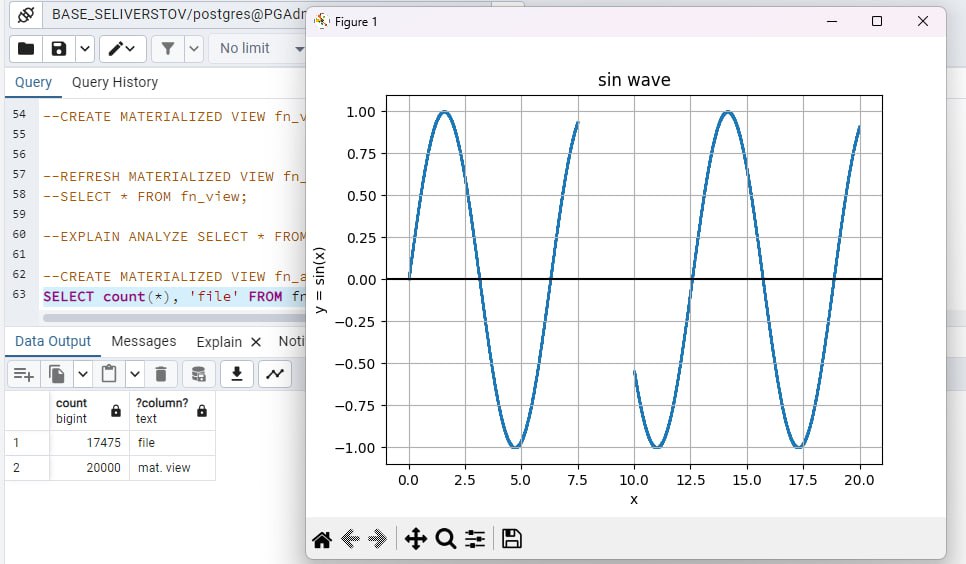 BASE_SELIVERSTOV/postgres@PGAdr
Figure 1
No limit
Query Query History
54 --CREATE MATERIALIZED VIEW fn_v
55
56
57 --REFRESH MATERIALIZED VIEW fn_
58 --SELECT * FROM fn_view;
59
60 --EXPLAIN ANALYZE SELECT * FROM
61
62 --CREATE MATERIALIZED VIEW fn_a
63 SELECT count(*), 'file' FROM fn
Data Output Messages Explain Noti
count ?column?
bigint text
1 17475 file
2 20000 mat. view
sin wave
1.00
0.75
0.50
0.25
0.00
−0.25
−0.50
−0.75
−1.00
y = sin(x)
0.0 2.5 5.0 7.5 10.0 12.5 15.0 17.5 20.0
x